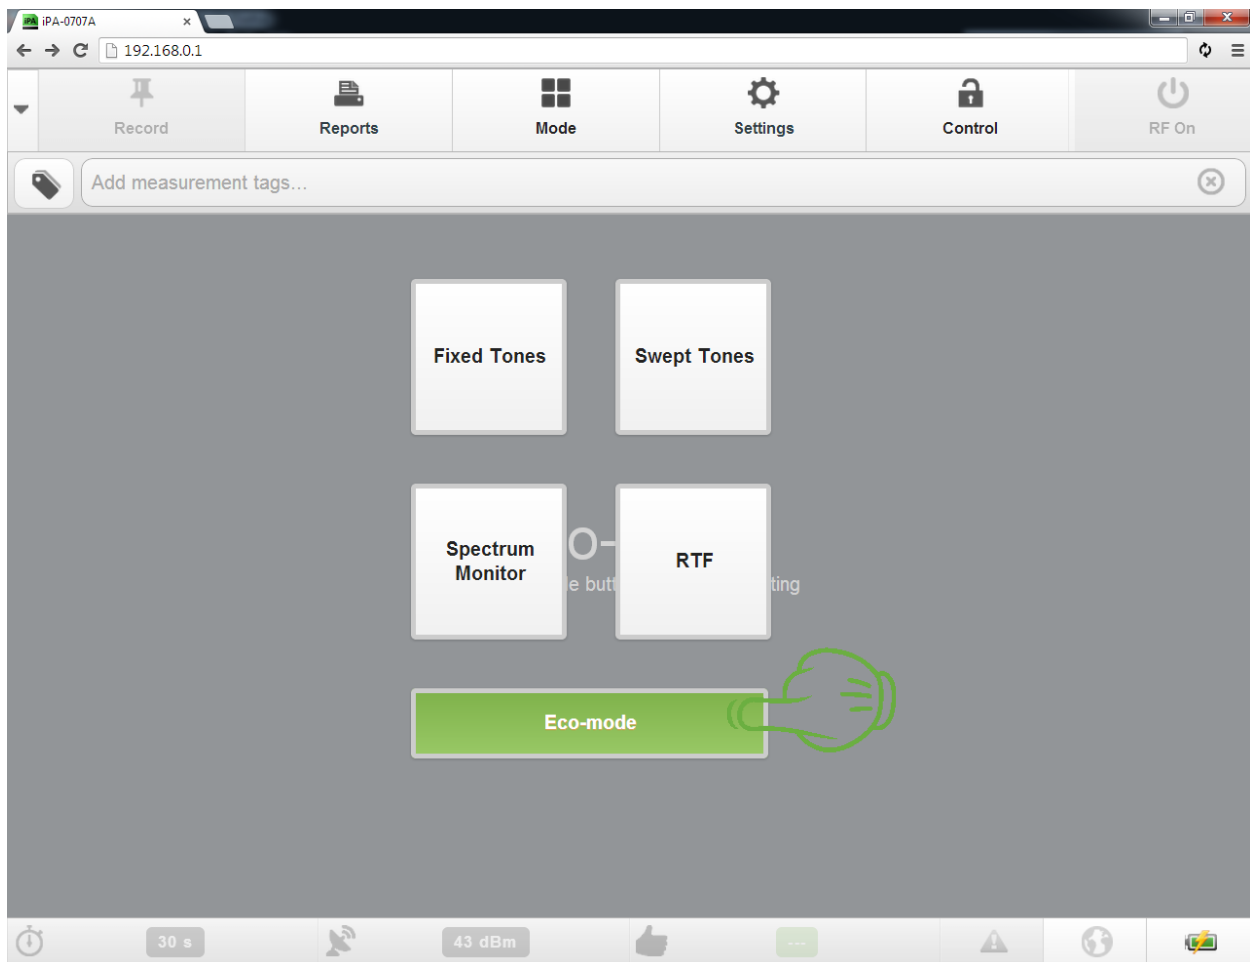 iPA iPA-0707A
192.168.0.1
Record
Reports
Mode
Settings
Control
RF On
Add measurement tags...
Fixed Tones
Swept Tones
Spectrum
Monitor
RTF
Eco-mode
30 s
43 dBm
---